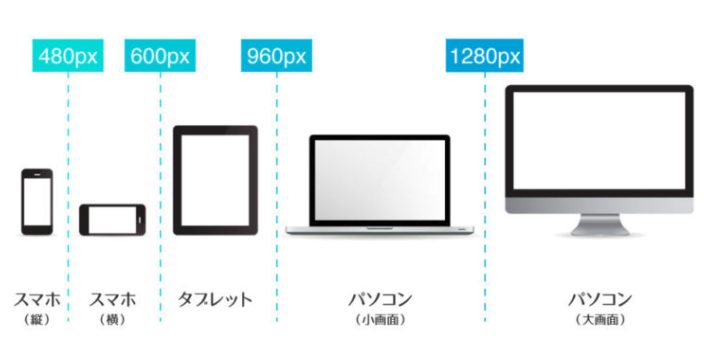 480px
600px
960px
1280px
スマホ
（縦）
スマホ
（横）
タブレット
パソコン
（小画面）
パソコン
（大画面）